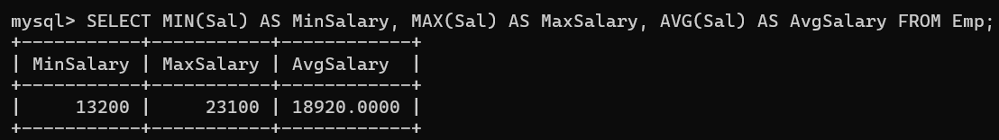 mysql> SELECT MIN(Sal) AS MinSalary, MAX(Sal) AS MaxSalary, AVG(Sal) AS AvgSalary FROM Emp;
+-----------+-----------+------------+
| MinSalary | MaxSalary | AvgSalary  |
+-----------+-----------+------------+
|     13200 |     23100 | 18920.0000 |
+-----------+-----------+------------+